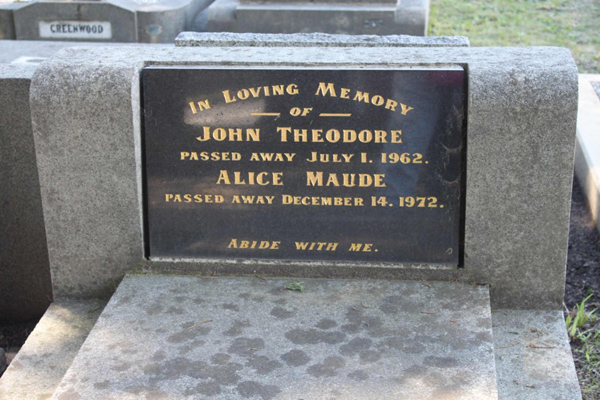 GREENWOOD
IN LOVING MEMORY
OF
JOHN THEODORE
PASSED AWAY JULY 1. 1962.
ALICE MAUDE
PASSED AWAY DECEMBER 14. 1972.
ABIDE WITH ME.